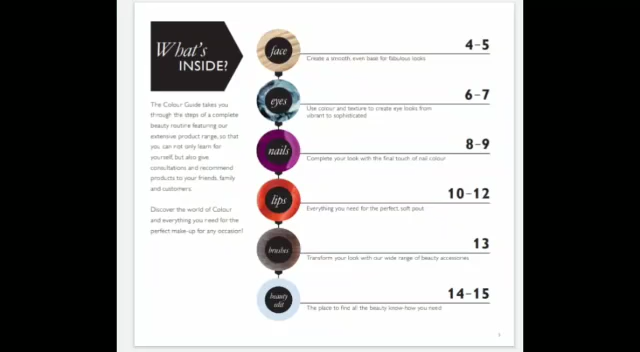 What's
INSIDE?
The Colour Guide takes you
through the steps of a complete
beauty routine featuring our
extensive product range, so that
you can not only learn for
yourself, but also give
consultations and recommend
products to your friends, family
and customers.
Discover the world of Colour
and everything you need for the
perfect make-up for any occasion!
face
4–5
Create a smooth, even base for fabulous looks
eyes
6–7
Use colour and texture to create eye looks from
vibrant to sophisticated
nails
8–9
Complete your look with the final touch of nail colour
lips
10–12
Everything you need for the perfect, soft pout
brushes
13
Transform your look with our wide range of beauty accessories
beauty
edit
14–15
The place to find all the beauty know-how you need